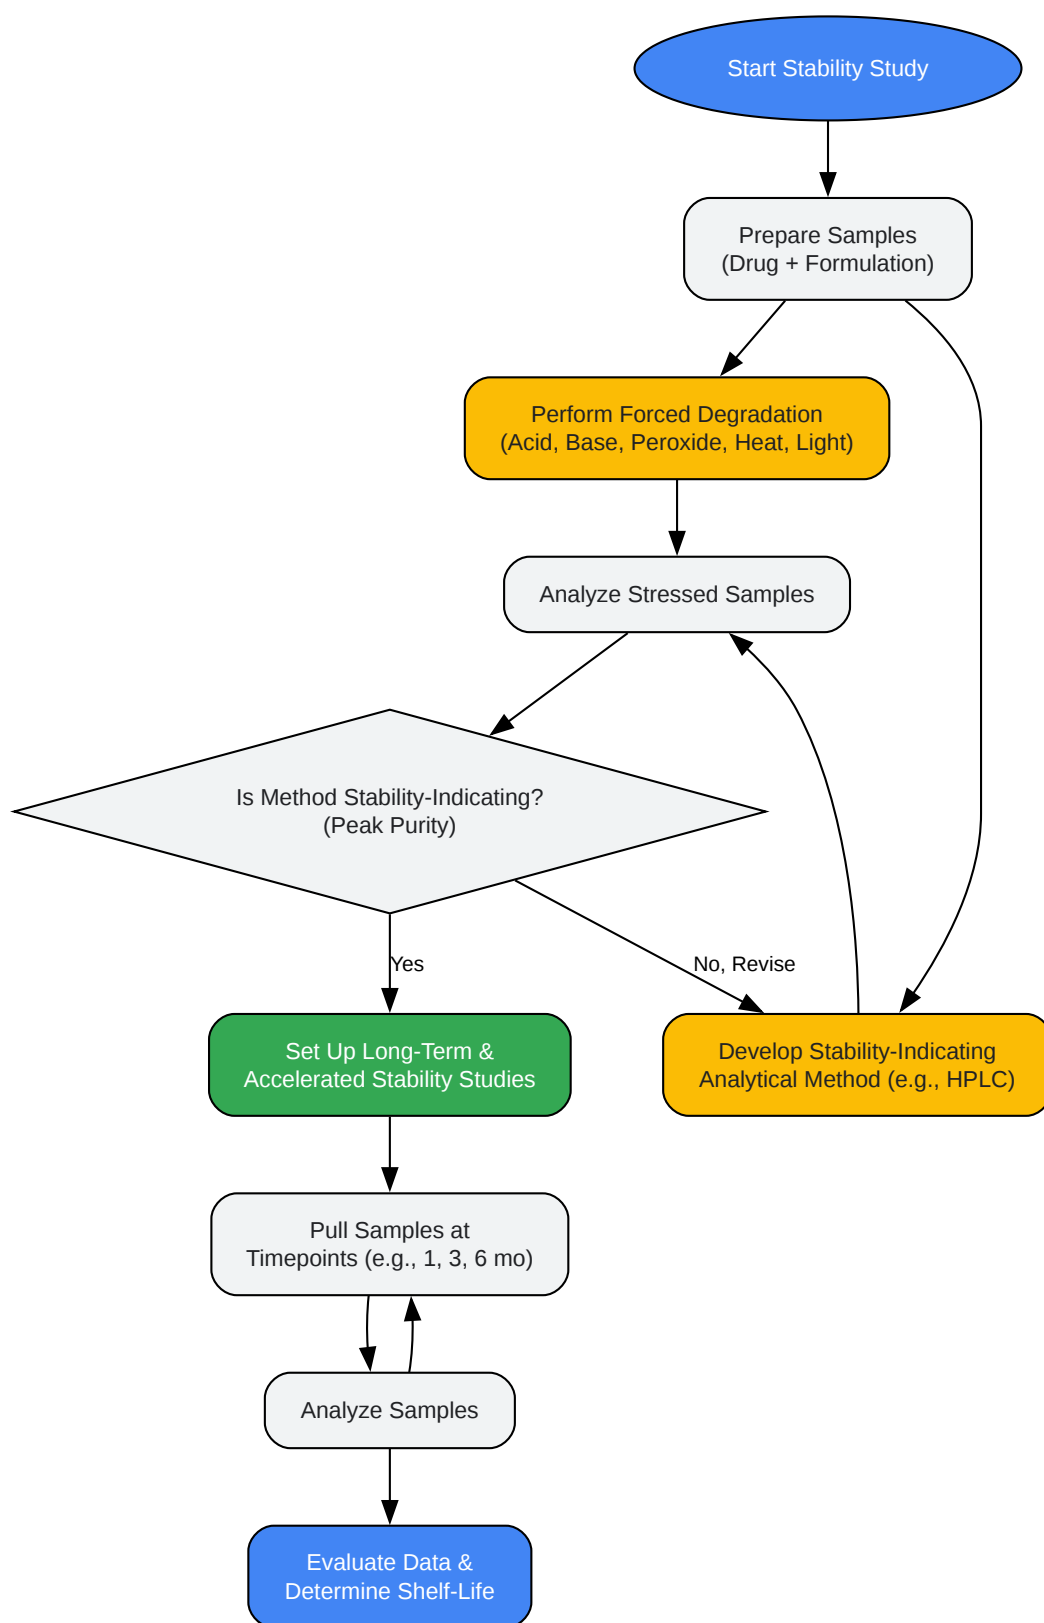 Start Stability Study
Prepare Samples
(Drug + Formulation)
Perform Forced Degradation
(Acid, Base, Peroxide, Heat, Light)
Analyze Stressed Samples
Is Method Stability-Indicating?
(Peak Purity)
Yes
No, Revise
Set Up Long-Term &
Accelerated Stability Studies
Develop Stability-Indicating
Analytical Method (e.g., HPLC)
Pull Samples at
Timepoints (e.g., 1, 3, 6 mo)
Analyze Samples
Evaluate Data &
Determine Shelf-Life